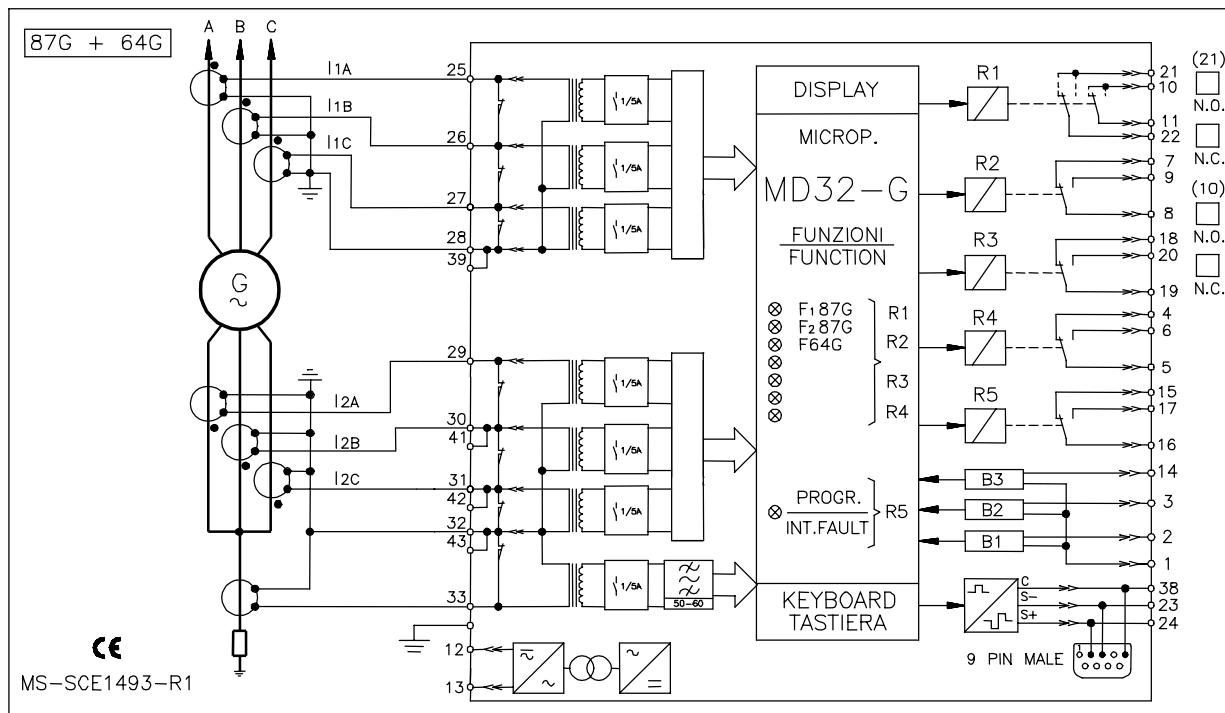 87G + 64G
A B C
I1A
I1B
I1C
25
26
27
28
39
1/5A
1/5A
1/5A
G
29
30
41
31
42
32
43
33
I2A
I2B
I2C
1/5A
1/5A
1/5A
1/5A
50-60
12
13
CE
MS-SCE1493-R1
DISPLAY
MICROP.
MD32-G
FUNZIONI
FUNCTION
F1 87G
F2 87G
F64G
R1
R2
R3
R4
PROGR.
INT.FAULT
R5
KEYBOARD
TASTIERA
R1
R2
R3
R4
R5
B3
B2
B1
C
S-
S+
9 PIN MALE
21
10
11
22
7
9
8
18
20
19
4
6
5
15
17
16
14
3
2
1
38
23
24
(21)
N.O.
N.C.
(10)
N.O.
N.C.